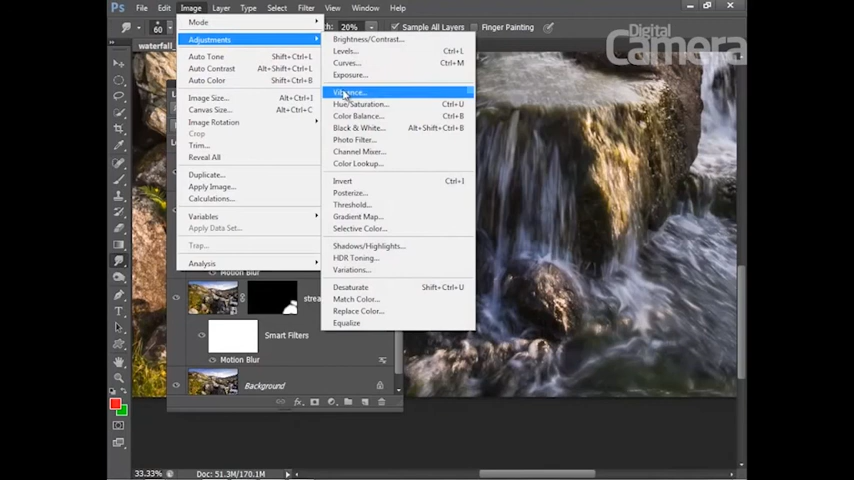 Ps File Edit Image Layer Type Select Filter View Window Help
60 20% Sample All Layers Finger Painting
Digital
Camera
waterfall_
Mode
Adjustments
Auto Tone Shift+Ctrl+L
Auto Contrast Alt+Shift+Ctrl+L
Auto Color Shift+Ctrl+B
Image Size... Alt+Ctrl+I
Canvas Size... Alt+Ctrl+C
Image Rotation
Crop
Trim...
Reveal All
Duplicate...
Apply Image...
Calculations...
Variables
Apply Data Set...
Trap...
Analysis
Brightness/Contrast...
Levels... Ctrl+L
Curves... Ctrl+M
Exposure...
Vibrance...
Hue/Saturation... Ctrl+U
Color Balance... Ctrl+B
Black & White... Alt+Shift+Ctrl+B
Photo Filter...
Channel Mixer...
Color Lookup...
Invert Ctrl+I
Posterize...
Threshold...
Gradient Map...
Selective Color...
Shadows/Highlights...
HDR Toning...
Variations...
Desaturate Shift+Ctrl+U
Match Color...
Replace Color...
Equalize
Motion Blur
strea
Smart Filters
Motion Blur
Background
33.33% Doc: 51.3M/170.1M